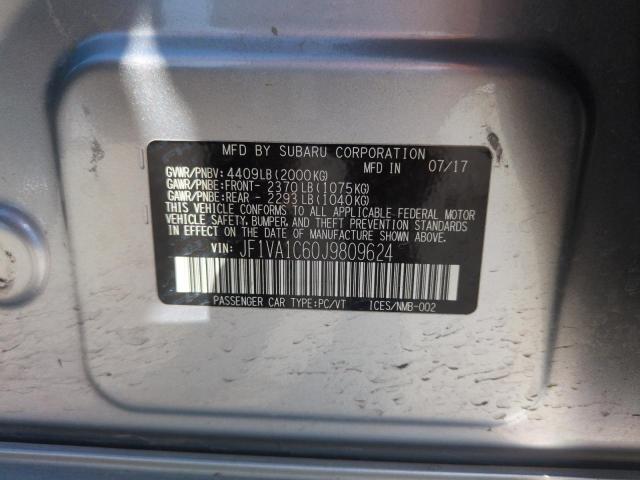 MFD BY SUBARU CORPORATION
GVWR/PNBV: 4409LB(2000KG) MFD IN 07/17
GAWR/PNBE:FRONT- 2370LB(1075KG)
GAWR/PNBE:REAR - 2293LB(1040KG)
THIS VEHICLE CONFORMS TO ALL APPLICABLE FEDERAL MOTOR
VEHICLE SAFETY, BUMPER, AND THEFT PREVENTION STANDARDS
IN EFFECT ON THE DATE OF MANUFACTURE SHOWN ABOVE.
VIN: JF1VA1C60J9809624
PASSENGER CAR TYPE:PC/VT ICES/NMB-002